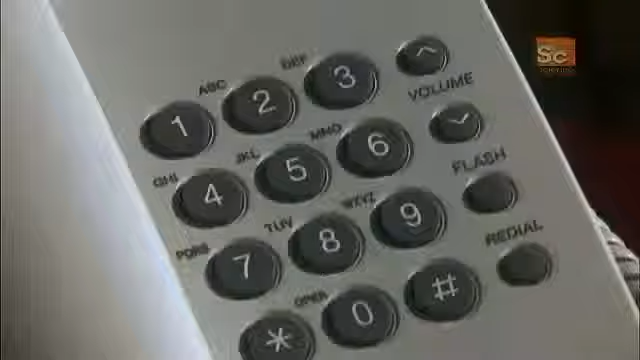 Sc
ABC DEF
1 2 3
VOLUME
GHI JKL MNO
4 5 6
FLASH
PQRS TUV WXYZ
7 8 9
REDIAL
OPER
* 0 #